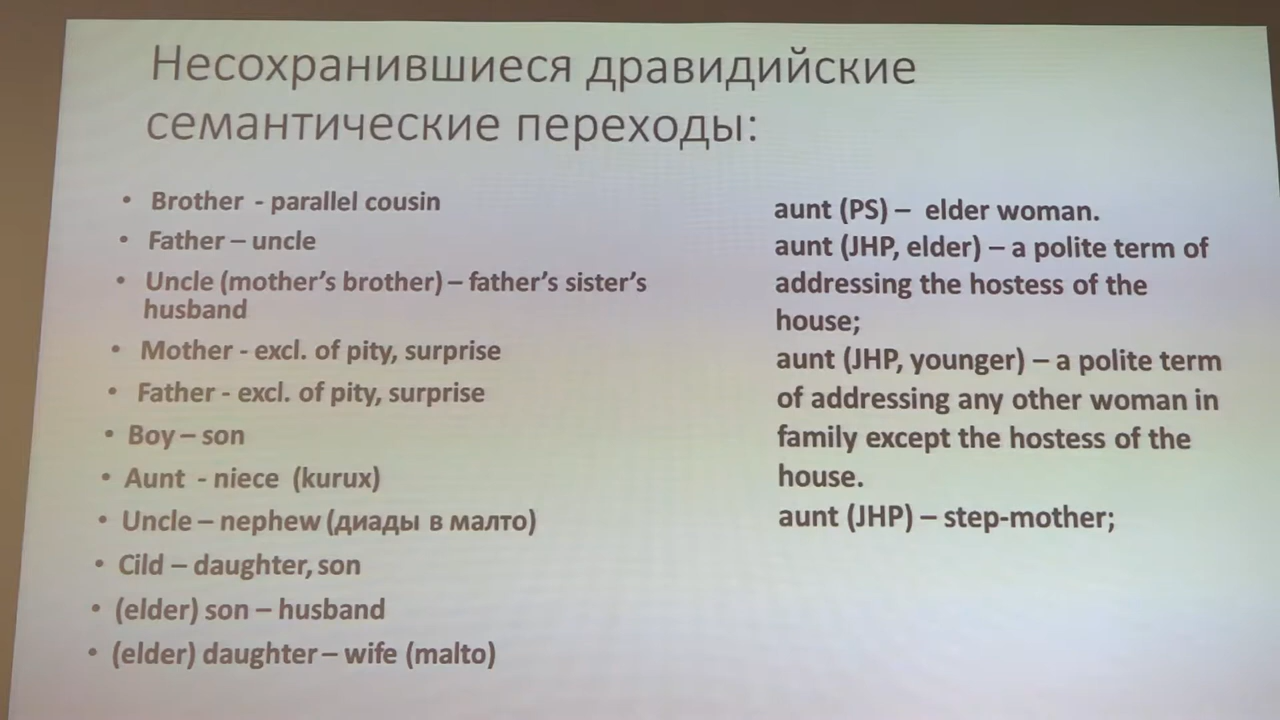 Несохранившиеся дравидийские
семантические переходы:
• Brother - parallel cousin
• Father – uncle
• Uncle (mother's brother) – father's sister's
husband
• Mother - excl. of pity, surprise
• Father - excl. of pity, surprise
• Boy – son
• Aunt - niece (kurux)
• Uncle – nephew (диады в малто)
• Cild – daughter, son
• (elder) son – husband
• (elder) daughter – wife (malto)
aunt (PS) – elder woman.
aunt (JHP, elder) – a polite term of
addressing the hostess of the
house;
aunt (JHP, younger) – a polite term
of addressing any other woman in
family except the hostess of the
house.
aunt (JHP) – step-mother;